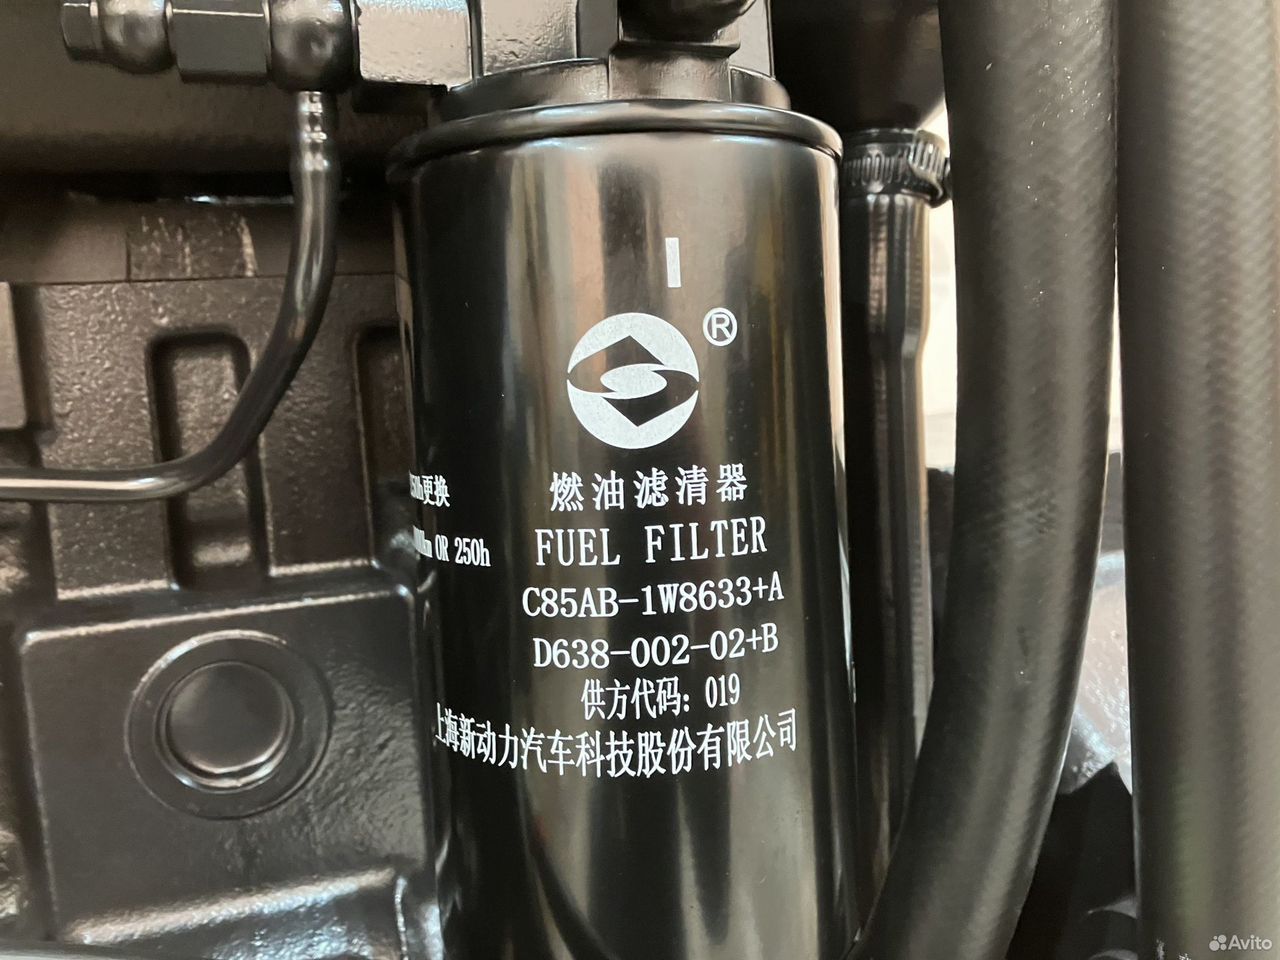 ®
燃油滤清器
FUEL FILTER
C85AB-1W8633+A
D638-002-02+B
供方代码: 019
上海新动力汽车科技股份有限公司
更换
OR 250h
Avito